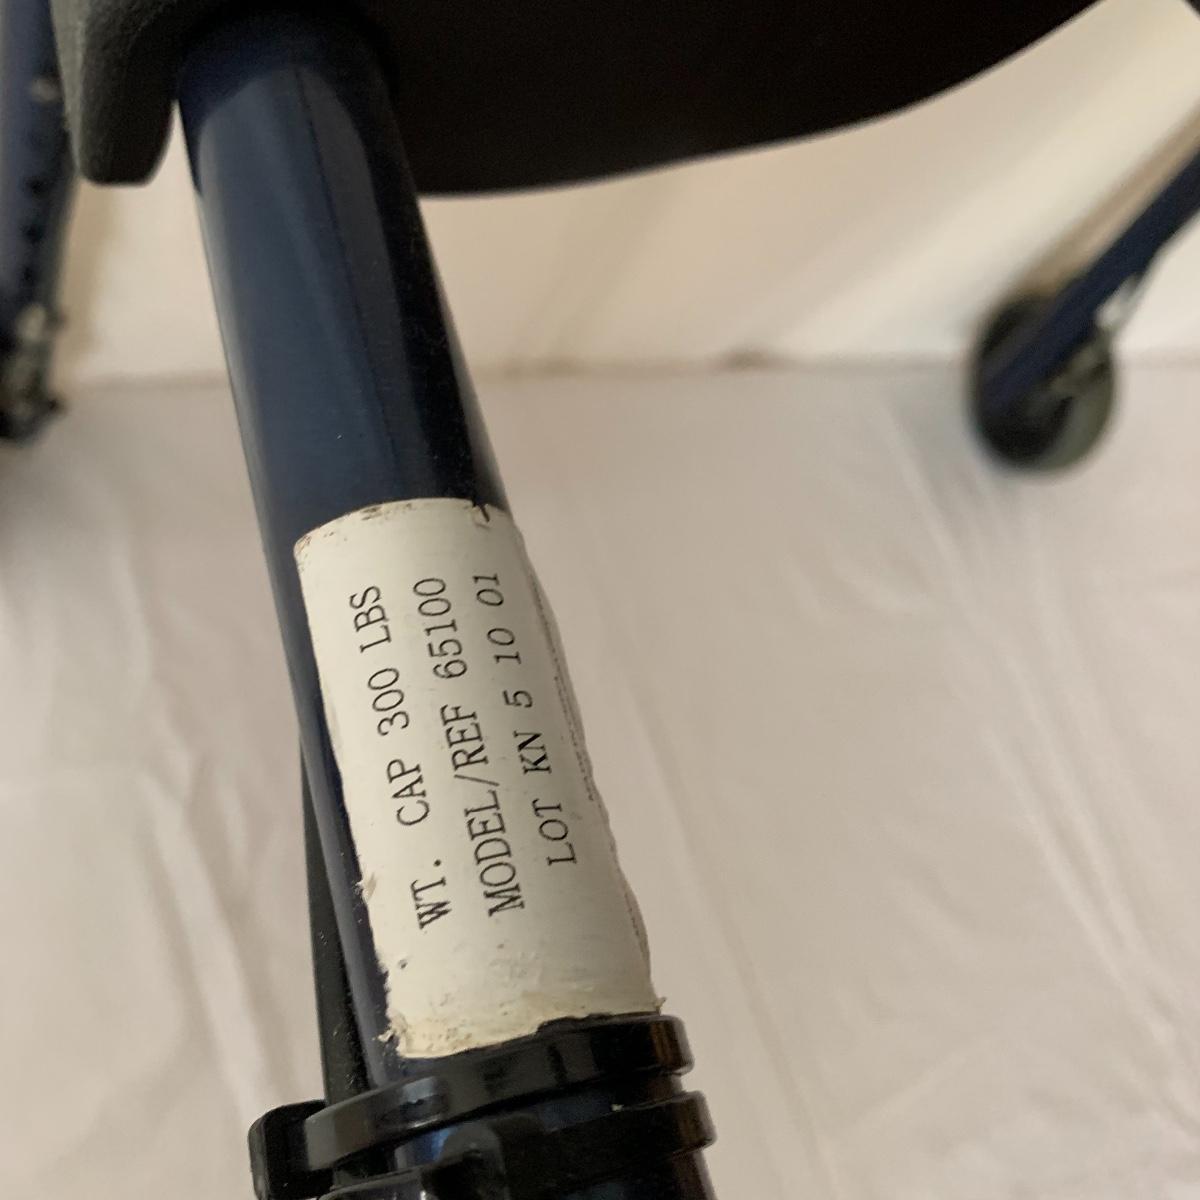 WT. CAP 300 LBS
MODEL/REF 65100
LOT KN 5 10 01